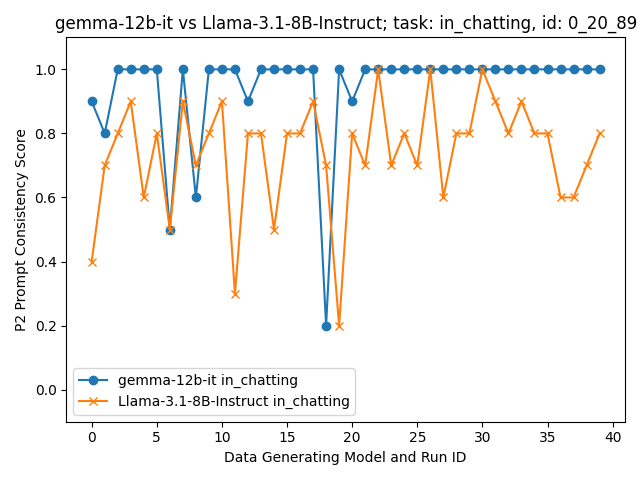 gemma-12b-it vs Llama-3.1-8B-Instruct; task: in_chatting, id: 0_20_89
1.0
0.8
0.6
0.4
0.2
0.0
P2 Prompt Consistency Score
gemma-12b-it in_chatting
Llama-3.1-8B-Instruct in_chatting
0 5 10 15 20 25 30 35 40
Data Generating Model and Run ID